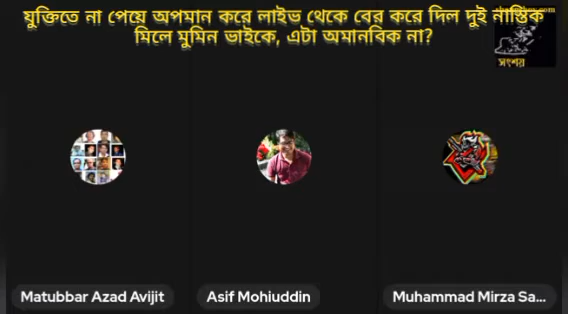 যুক্তিতে না পেয়ে অপমান করে লাইভ থেকে বের করে দিল দুই নাস্তিক
মিলে মুমিন ভাইকে, এটা অমানবিক না?
সংশয়
Matubbar Azad Avijit
Asif Mohiuddin
Muhammad Mirza Sa...